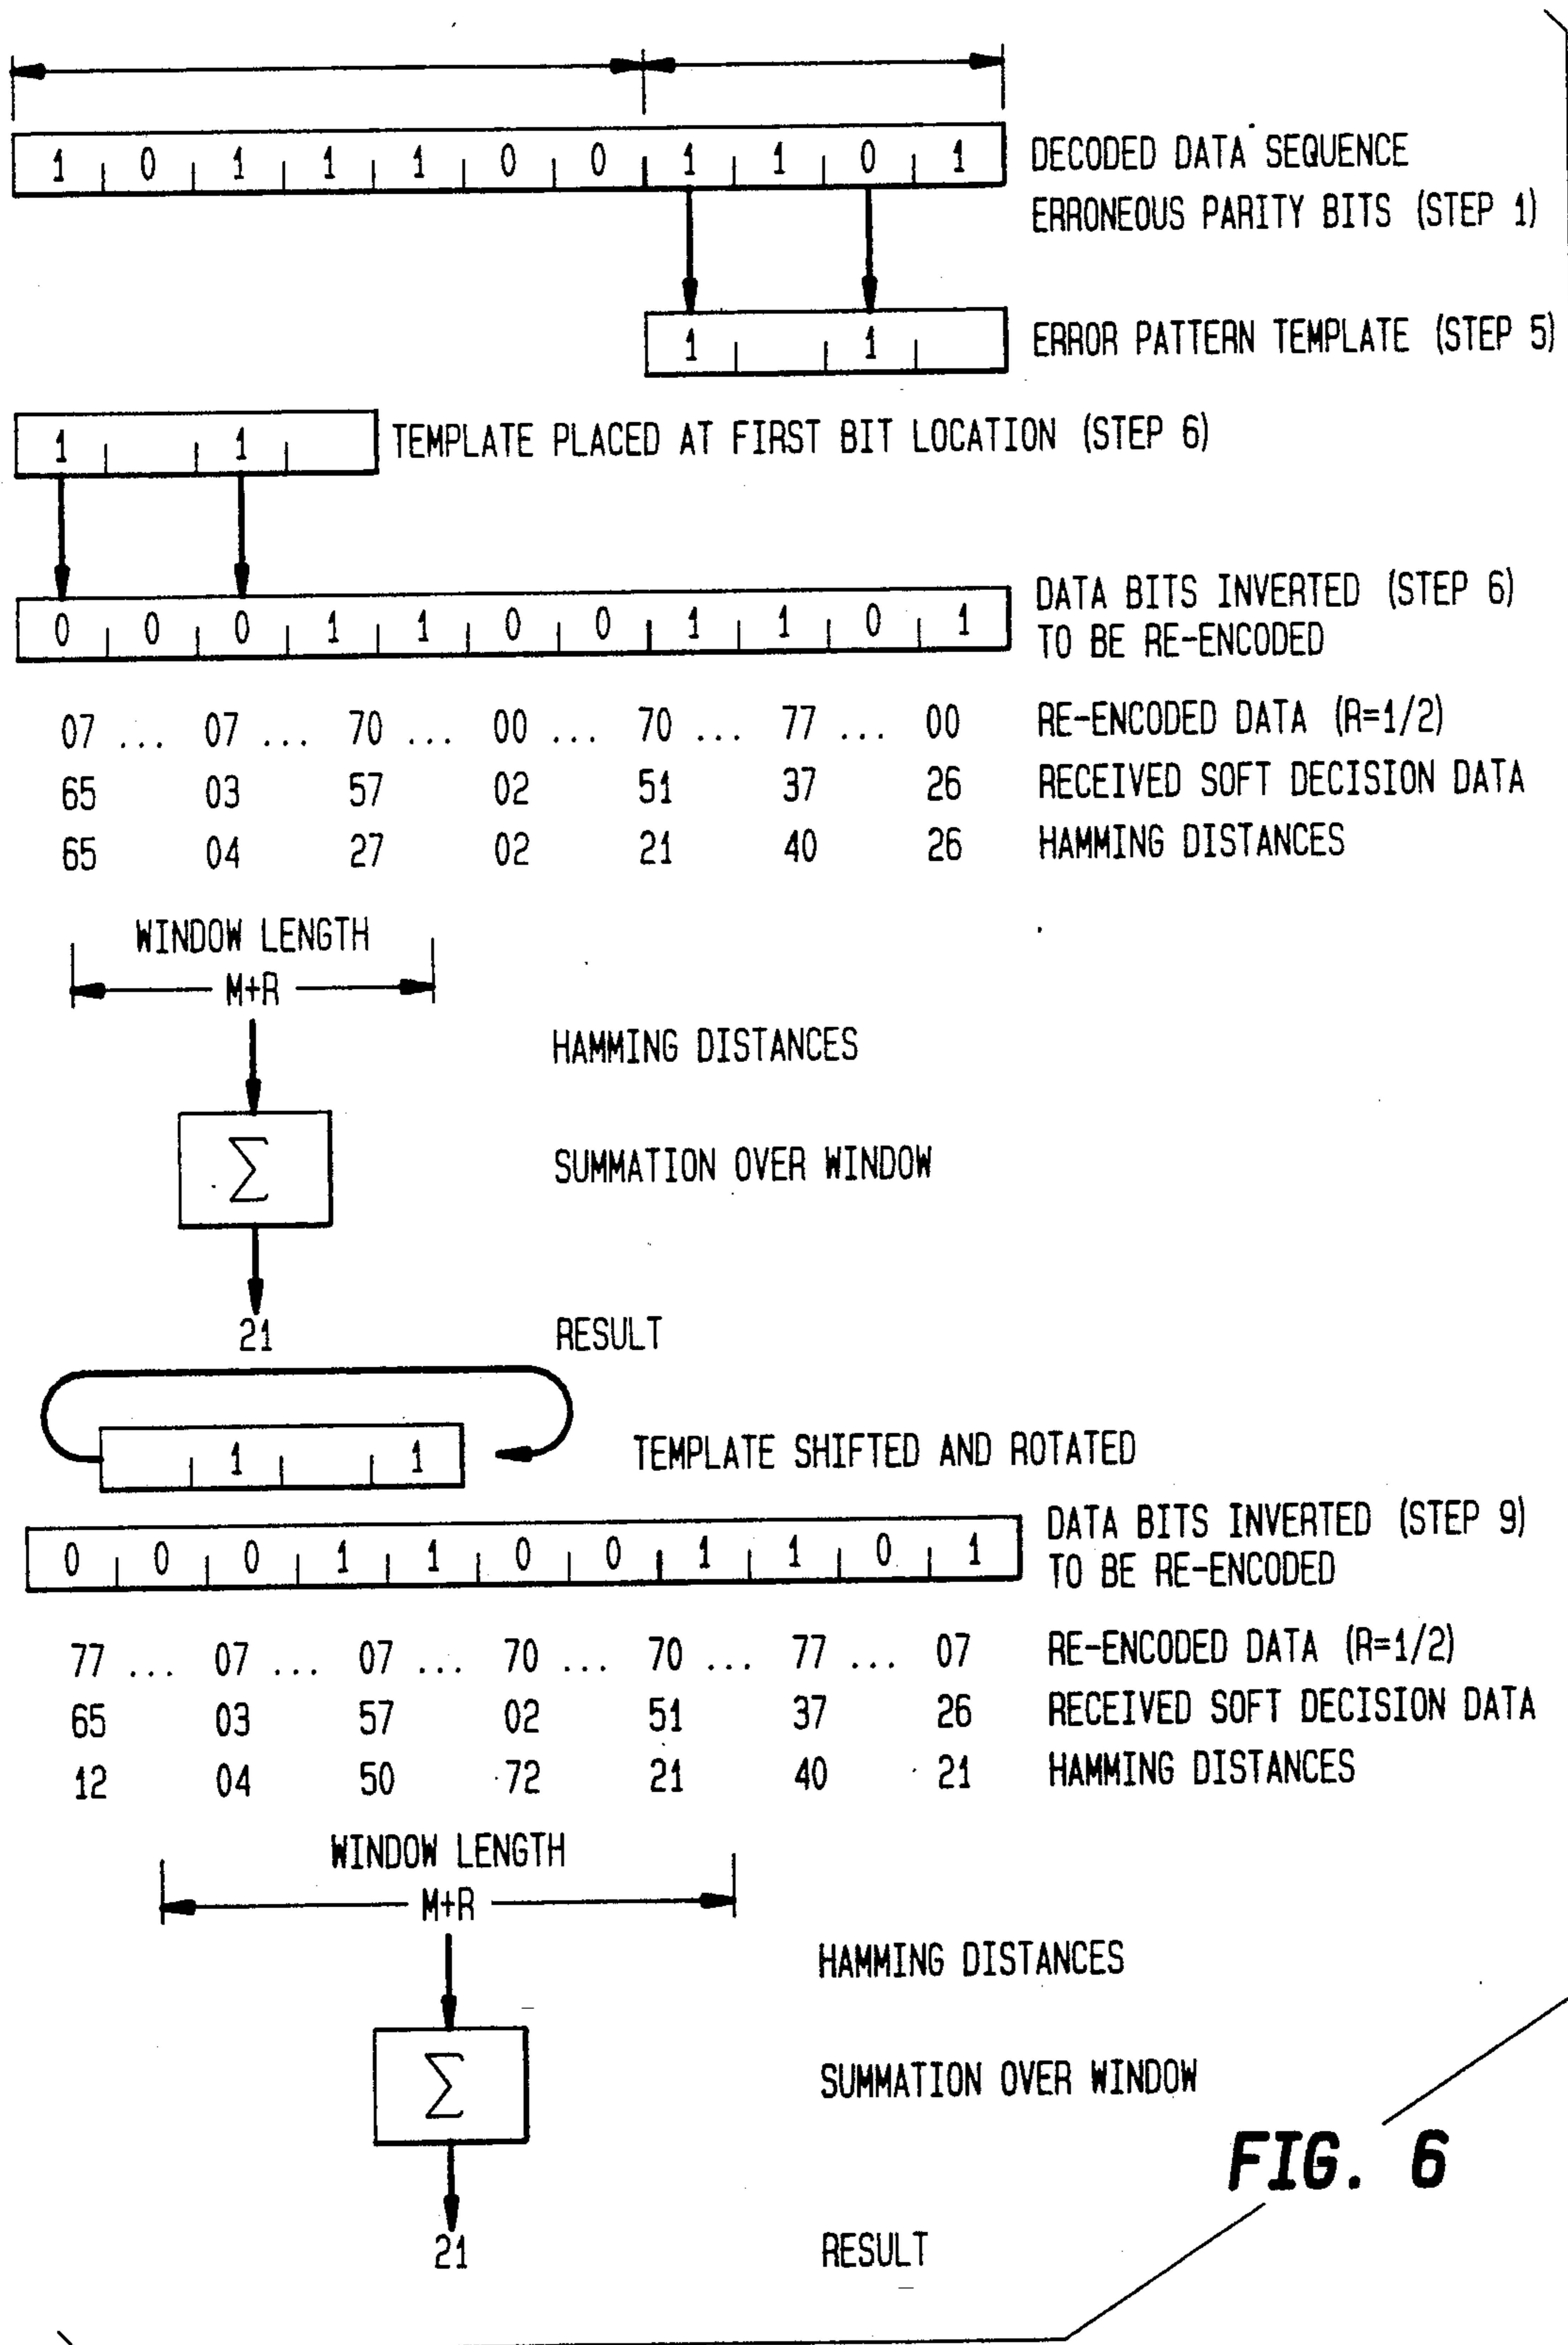 1 0 1 1 1 0 0 1 1 0 1 DECODED DATA SEQUENCE
ERRONEOUS PARITY BITS (STEP 1)
1 1 ERROR PATTERN TEMPLATE (STEP 5)
1 1 TEMPLATE PLACED AT FIRST BIT LOCATION (STEP 6)
0 0 0 1 1 0 0 1 1 0 1 DATA BITS INVERTED (STEP 6)
TO BE RE-ENCODED
07 ... 07 ... 70 ... 00 ... 70 ... 77 ... 00 RE-ENCODED DATA (R=1/2)
65 03 57 02 51 37 26 RECEIVED SOFT DECISION DATA
65 04 27 02 21 40 26 HAMMING DISTANCES
WINDOW LENGTH
M+R
HAMMING DISTANCES
Σ SUMMATION OVER WINDOW
21 RESULT
1 1 TEMPLATE SHIFTED AND ROTATED
0 0 0 1 1 0 0 1 1 0 1 DATA BITS INVERTED (STEP 9)
TO BE RE-ENCODED
77 ... 07 ... 07 ... 70 ... 70 ... 77 ... 07 RE-ENCODED DATA (R=1/2)
65 03 57 02 51 37 26 RECEIVED SOFT DECISION DATA
12 04 50 72 21 40 21 HAMMING DISTANCES
WINDOW LENGTH
M+R
HAMMING DISTANCES
Σ SUMMATION OVER WINDOW
FIG. 6
21 RESULT